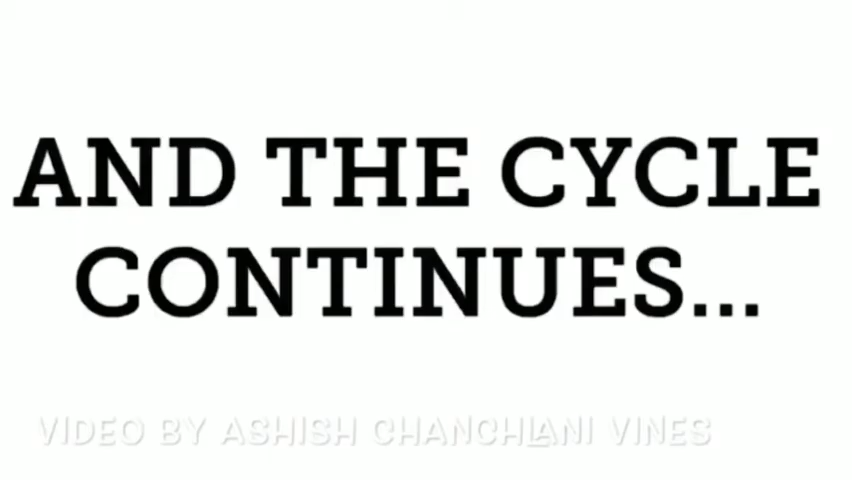 AND THE CYCLE
CONTINUES...
VIDEO BY ASHISH CHANCHLANI VINES